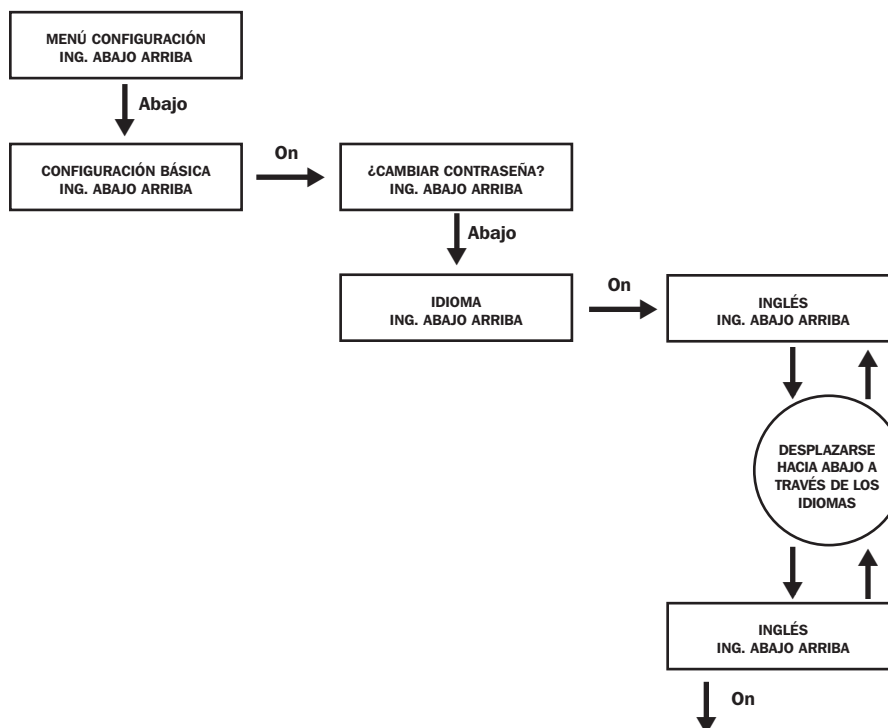 MENÚ CONFIGURACIÓN
ING. ABAJO ARRIBA
Abajo
CONFIGURACIÓN BÁSICA
ING. ABAJO ARRIBA
On
¿CAMBIAR CONTRASEÑA?
ING. ABAJO ARRIBA
Abajo
IDIOMA
ING. ABAJO ARRIBA
On
INGLÉS
ING. ABAJO ARRIBA
DESPLAZARSE
HACIA ABAJO A
TRAVÉS DE LOS
IDIOMAS
INGLÉS
ING. ABAJO ARRIBA
On